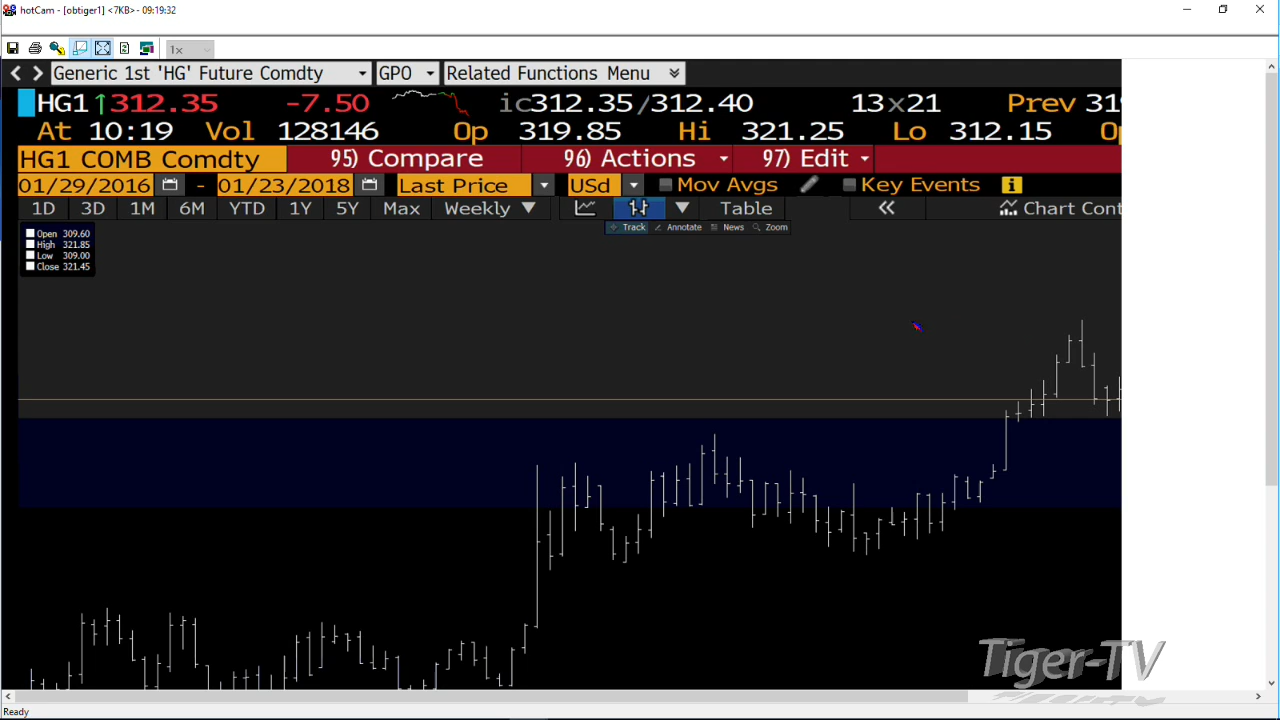 hotCam - [obtiger1] <7KB> - 09:19:32
1x
Generic 1st 'HG' Future Comdty GPO Related Functions Menu
HG1 ↑312.35 -7.50 ic312.35/312.40 13x21 Prev 319
At 10:19 Vol 128146 Op 319.85 Hi 321.25 Lo 312.15 Op
HG1 COMB Comdty 95) Compare 96) Actions 97) Edit
01/29/2016 - 01/23/2018 Last Price USd Mov Avgs Key Events
1D 3D 1M 6M YTD 1Y 5Y Max Weekly ▼ Table « Chart Cont
Track Annotate News Zoom
Open 309.60
High 321.85
Low 309.00
Close 321.45
Tiger-TV
Ready